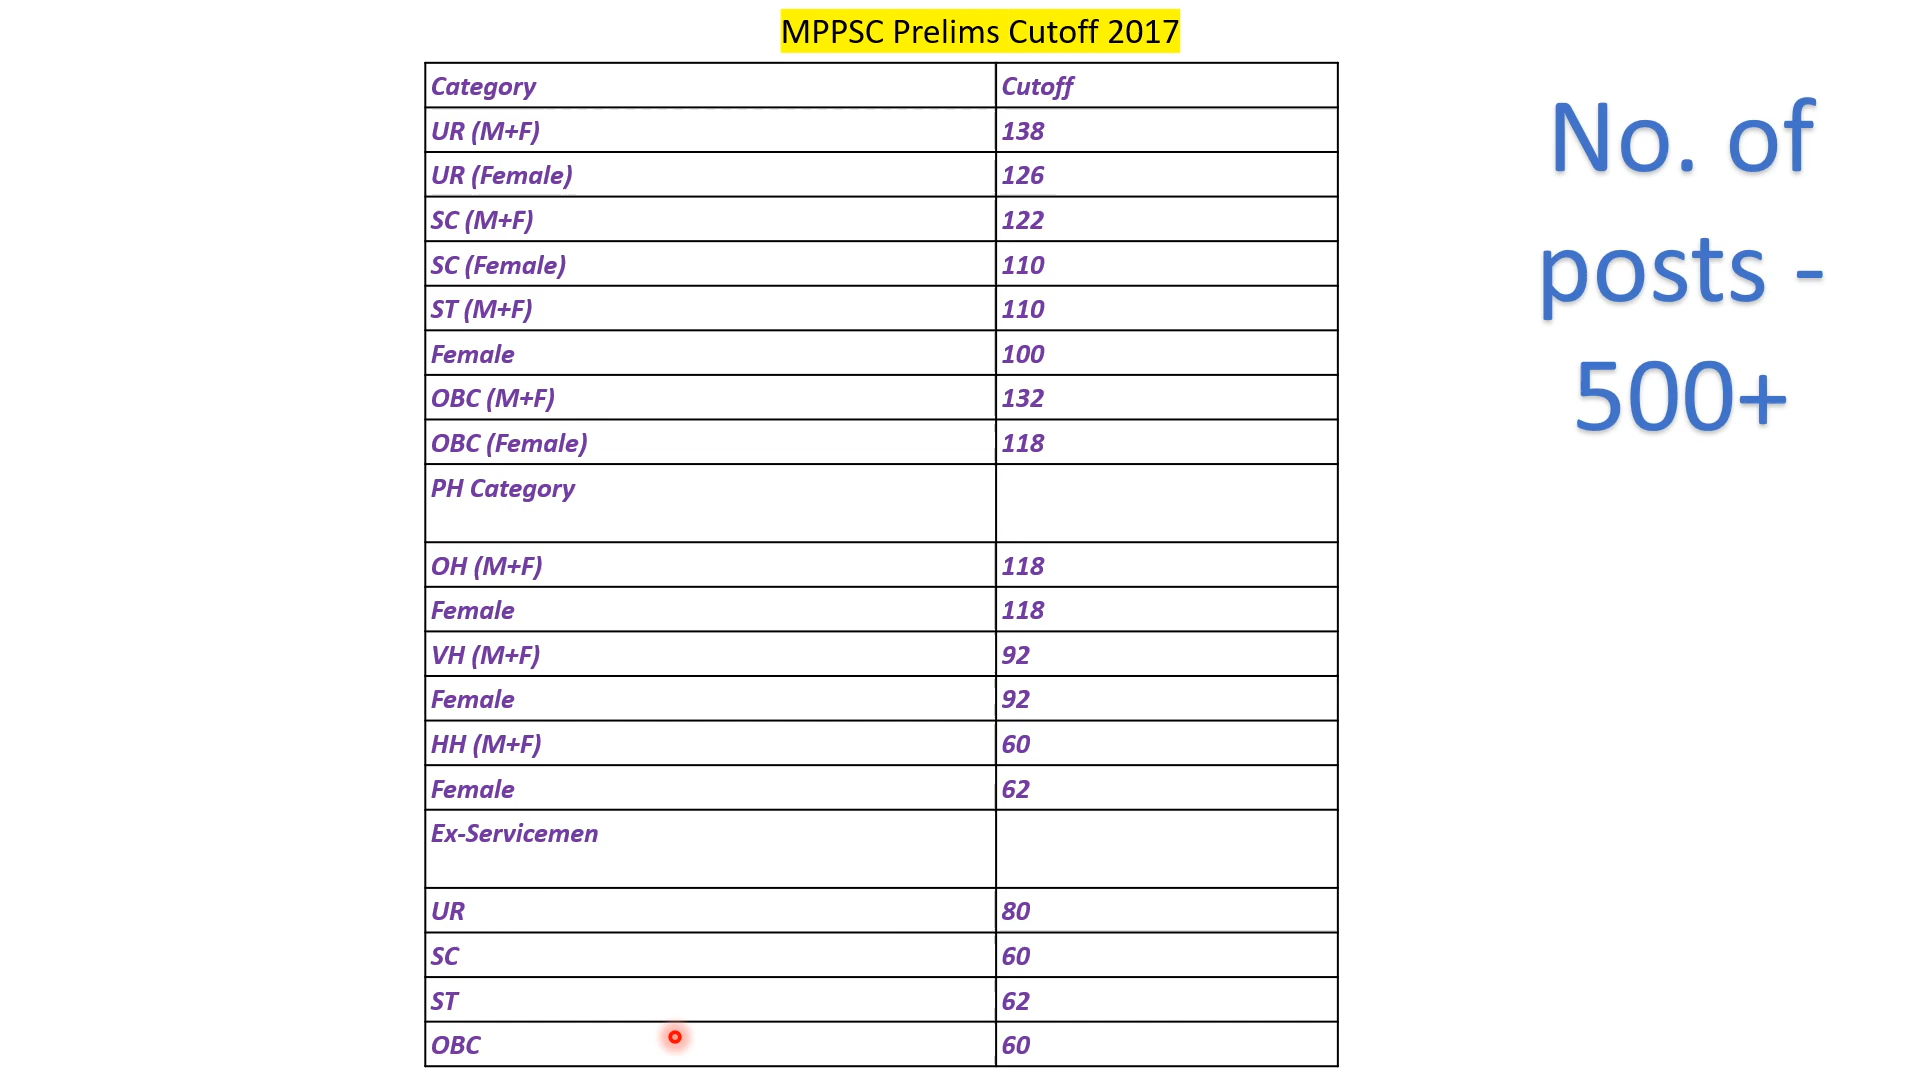 MPPSC Prelims Cutoff 2017
Category Cutoff
UR (M+F) 138
UR (Female) 126
SC (M+F) 122
SC (Female) 110
ST (M+F) 110
Female 100
OBC (M+F) 132
OBC (Female) 118
PH Category
OH (M+F) 118
Female 118
VH (M+F) 92
Female 92
HH (M+F) 60
Female 62
Ex-Servicemen
UR 80
SC 60
ST 62
OBC 60
No. of
posts -
500+